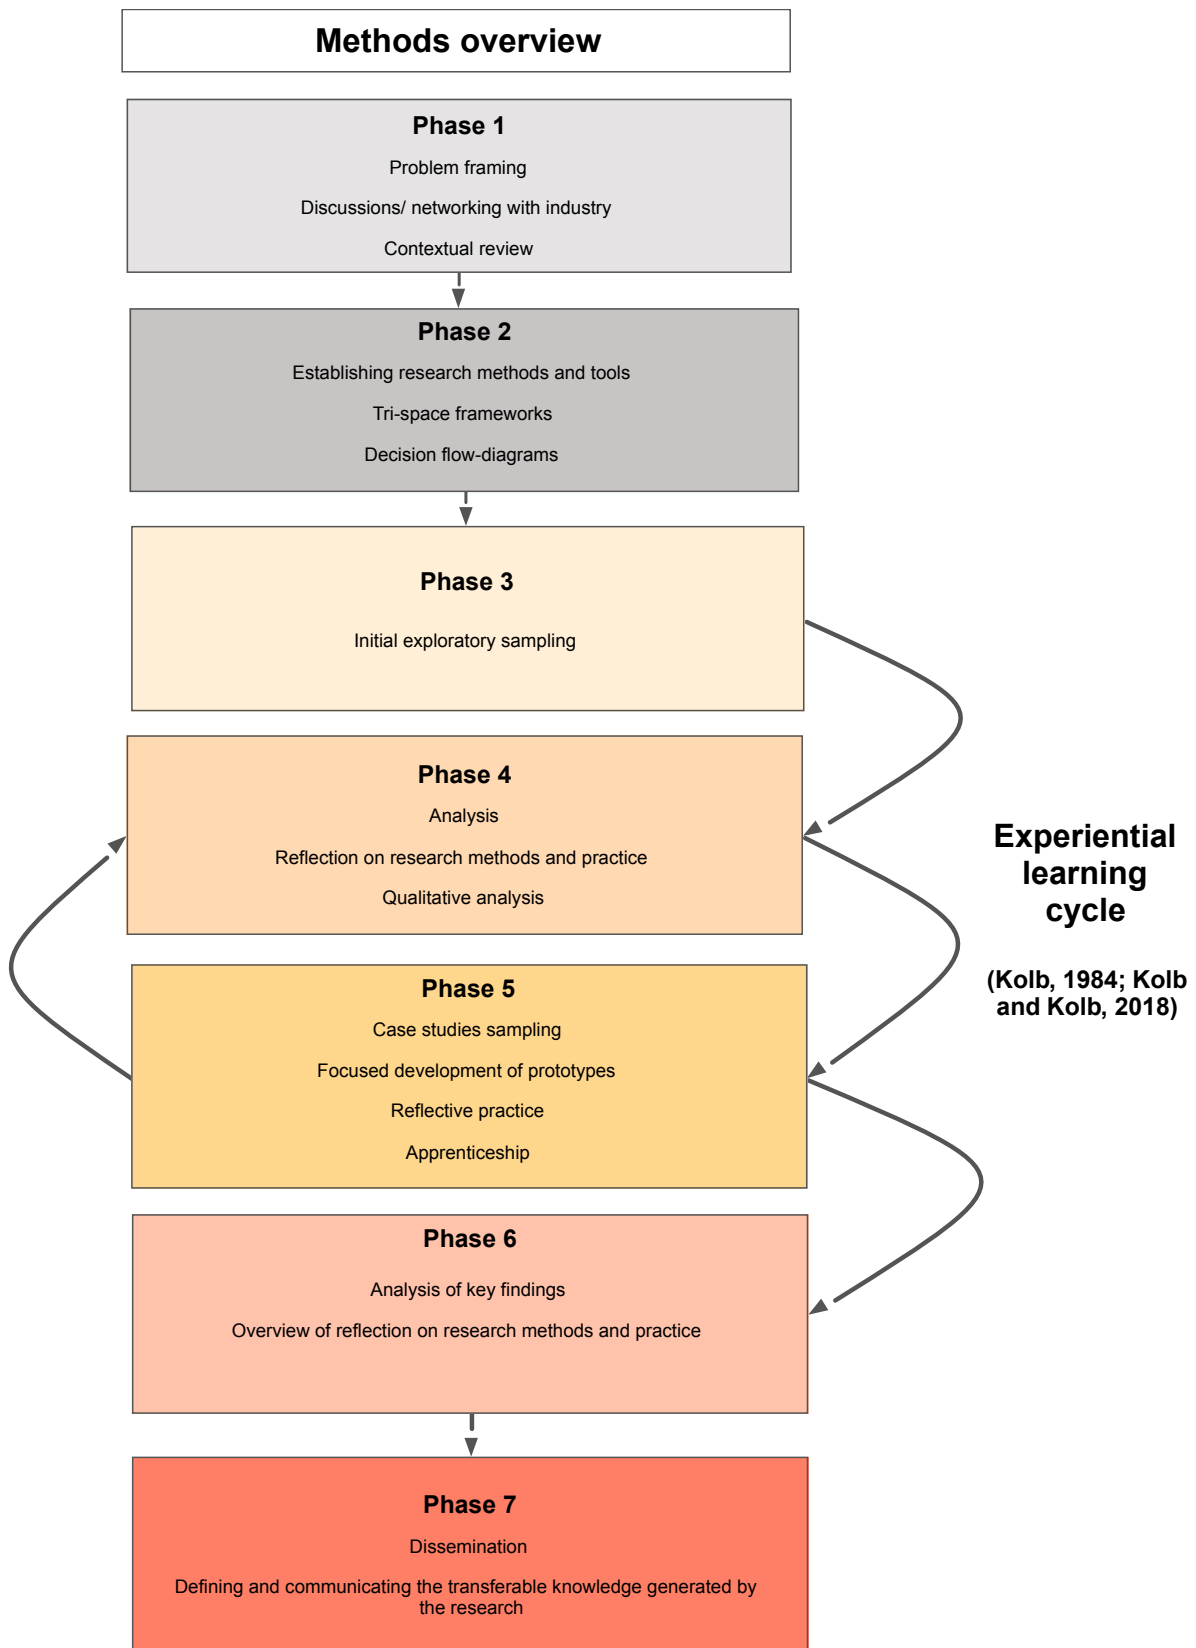 Methods overview
Phase 1
Problem framing
Discussions/ networking with industry
Contextual review
Phase 2
Establishing research methods and tools
Tri-space frameworks
Decision flow-diagrams
Phase 3
Initial exploratory sampling
Phase 4
Analysis
Reflection on research methods and practice
Qualitative analysis
Experiential
learning
cycle
(Kolb, 1984; Kolb
and Kolb, 2018)
Phase 5
Case studies sampling
Focused development of prototypes
Reflective practice
Apprenticeship
Phase 6
Analysis of key findings
Overview of reflection on research methods and practice
Phase 7
Dissemination
Defining and communicating the transferable knowledge generated by
the research